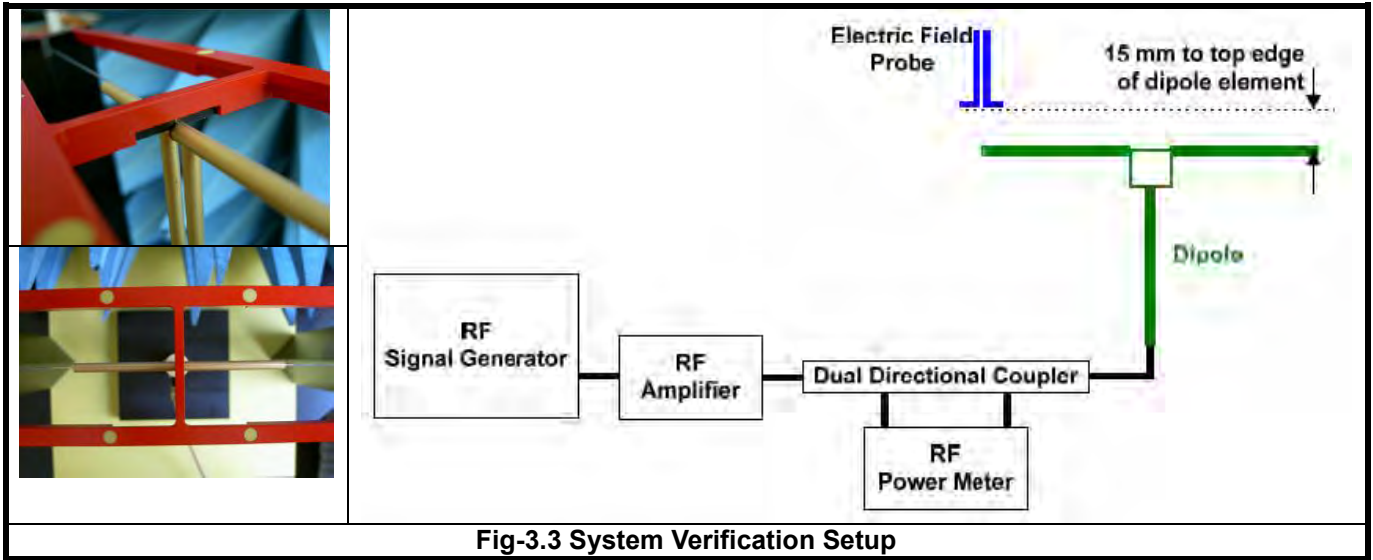 Electric Field
Probe
15 mm to top edge
of dipole element
Dipole
RF
Signal Generator
RF
Amplifier
Dual Directional Coupler
RF
Power Meter
Fig-3.3 System Verification Setup